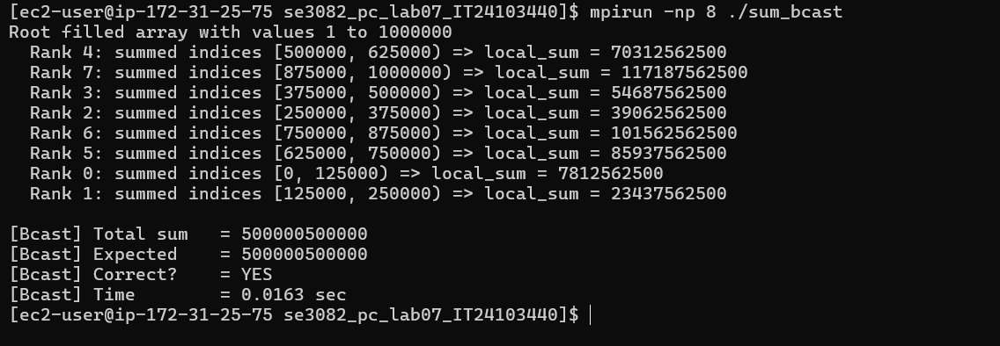 [ec2-user@ip-172-31-25-75 se3082_pc_lab07_IT24103440]$ mpirun -np 8 ./sum_bcast
Root filled array with values 1 to 1000000
  Rank 4: summed indices [500000, 625000) => local_sum = 70312562500
  Rank 7: summed indices [875000, 1000000) => local_sum = 117187562500
  Rank 3: summed indices [375000, 500000) => local_sum = 54687562500
  Rank 2: summed indices [250000, 375000) => local_sum = 39062562500
  Rank 6: summed indices [750000, 875000) => local_sum = 101562562500
  Rank 5: summed indices [625000, 750000) => local_sum = 85937562500
  Rank 0: summed indices [0, 125000) => local_sum = 7812562500
  Rank 1: summed indices [125000, 250000) => local_sum = 23437562500

[Bcast] Total sum   = 500000500000
[Bcast] Expected    = 500000500000
[Bcast] Correct?    = YES
[Bcast] Time        = 0.0163 sec
[ec2-user@ip-172-31-25-75 se3082_pc_lab07_IT24103440]$